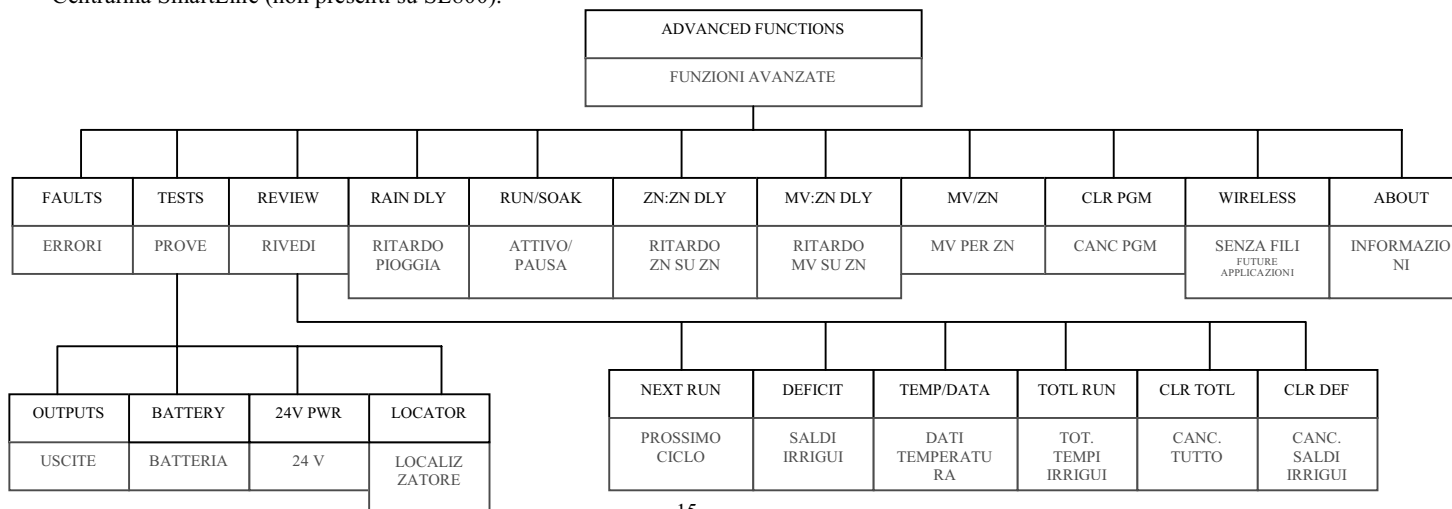 Centralina SmartLine (non presenti su SL800).
ADVANCED FUNCTIONS
FUNZIONI AVANZATE
FAULTS
ERRORI
TESTS
PROVE
REVIEW
RIVEDI
RAIN DLY
RITARDO
PIOGGIA
RUN/SOAK
ATTIVO/
PAUSA
ZN:ZN DLY
RITARDO
ZN SU ZN
MV:ZN DLY
RITARDO
MV SU ZN
MV/ZN
MV PER ZN
CLR PGM
CANC PGM
WIRELESS
SENZA FILI
FUTURE
APPLICAZIONI
ABOUT
INFORMAZIO
NI
OUTPUTS
USCITE
BATTERY
BATTERIA
24V PWR
24 V
LOCATOR
LOCALIZ
ZATORE
NEXT RUN
PROSSIMO
CICLO
DEFICIT
SALDI
IRRIGUI
TEMP/DATA
DATI
TEMPERATU
RA
TOTL RUN
TOT.
TEMPI
IRRIGUI
CLR TOTL
CANC.
TUTTO
CLR DEF
CANC.
SALDI
IRRIGUI
15